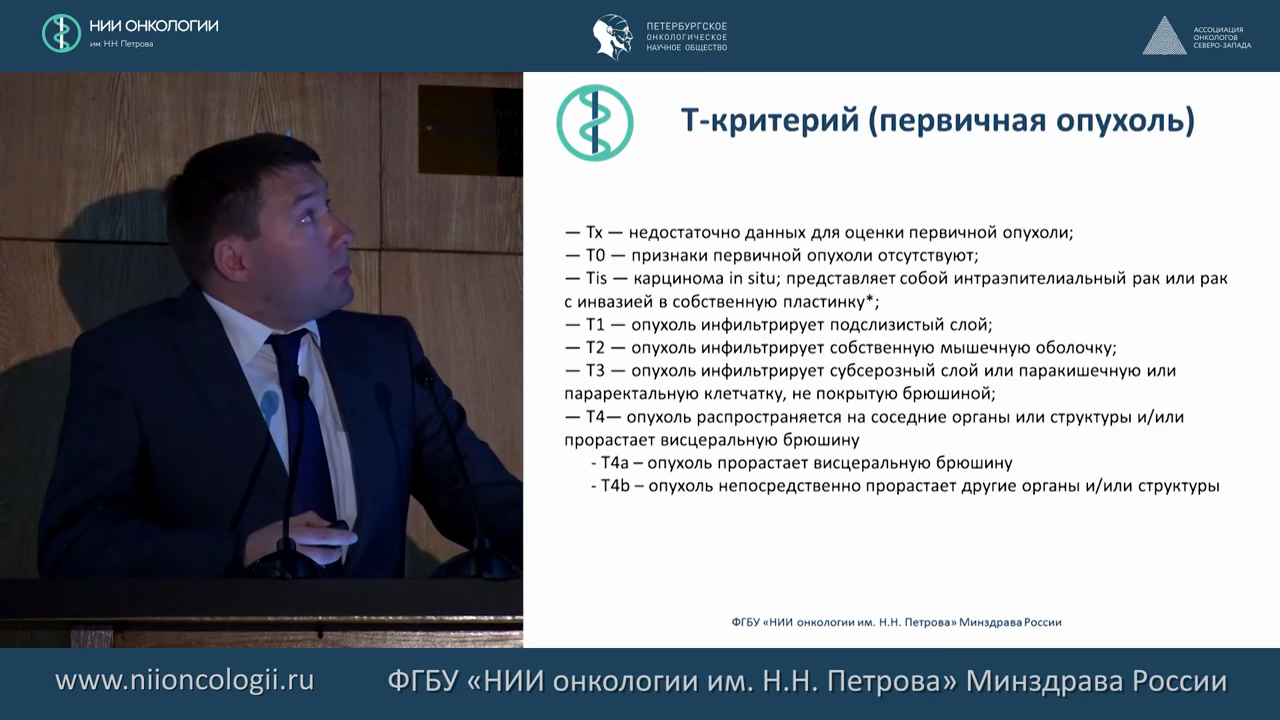 НИИ ОНКОЛОГИИ
им. Н.Н. Петрова
ПЕТЕРБУРГСКОЕ
ОНКОЛОГИЧЕСКОЕ
НАУЧНОЕ ОБЩЕСТВО
АССОЦИАЦИЯ
ОНКОЛОГОВ
СЕВЕРО-ЗАПАДА
Т-критерий (первичная опухоль)
— Tx — недостаточно данных для оценки первичной опухоли;
— T0 — признаки первичной опухоли отсутствуют;
— Tis — карцинома in situ; представляет собой интраэпителиальный рак или рак
с инвазией в собственную пластинку*;
— T1 — опухоль инфильтрирует подслизистый слой;
— T2 — опухоль инфильтрирует собственную мышечную оболочку;
— T3 — опухоль инфильтрирует субсерозный слой или паракишечную или
параректальную клетчатку, не покрытую брюшиной;
— T4— опухоль распространяется на соседние органы или структуры и/или
прорастает висцеральную брюшину
- T4a – опухоль прорастает висцеральную брюшину
- T4b – опухоль непосредственно прорастает другие органы и/или структуры
ФГБУ «НИИ онкологии им. Н.Н. Петрова» Минздрава России
www.niioncologii.ru
ФГБУ «НИИ онкологии им. Н.Н. Петрова» Минздрава России